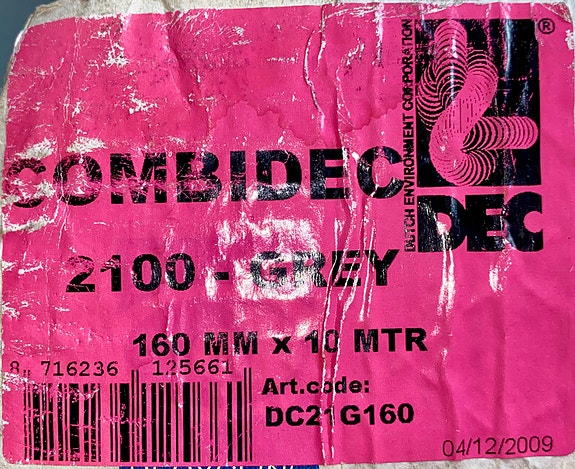 DUTCH ENVIRONMENT CORPORATION
®
DEC
COMBIDEC
2100 - GREY
160 MM x 10 MTR
8 716236 125661
Art.code:
DC21G160
04/12/2009